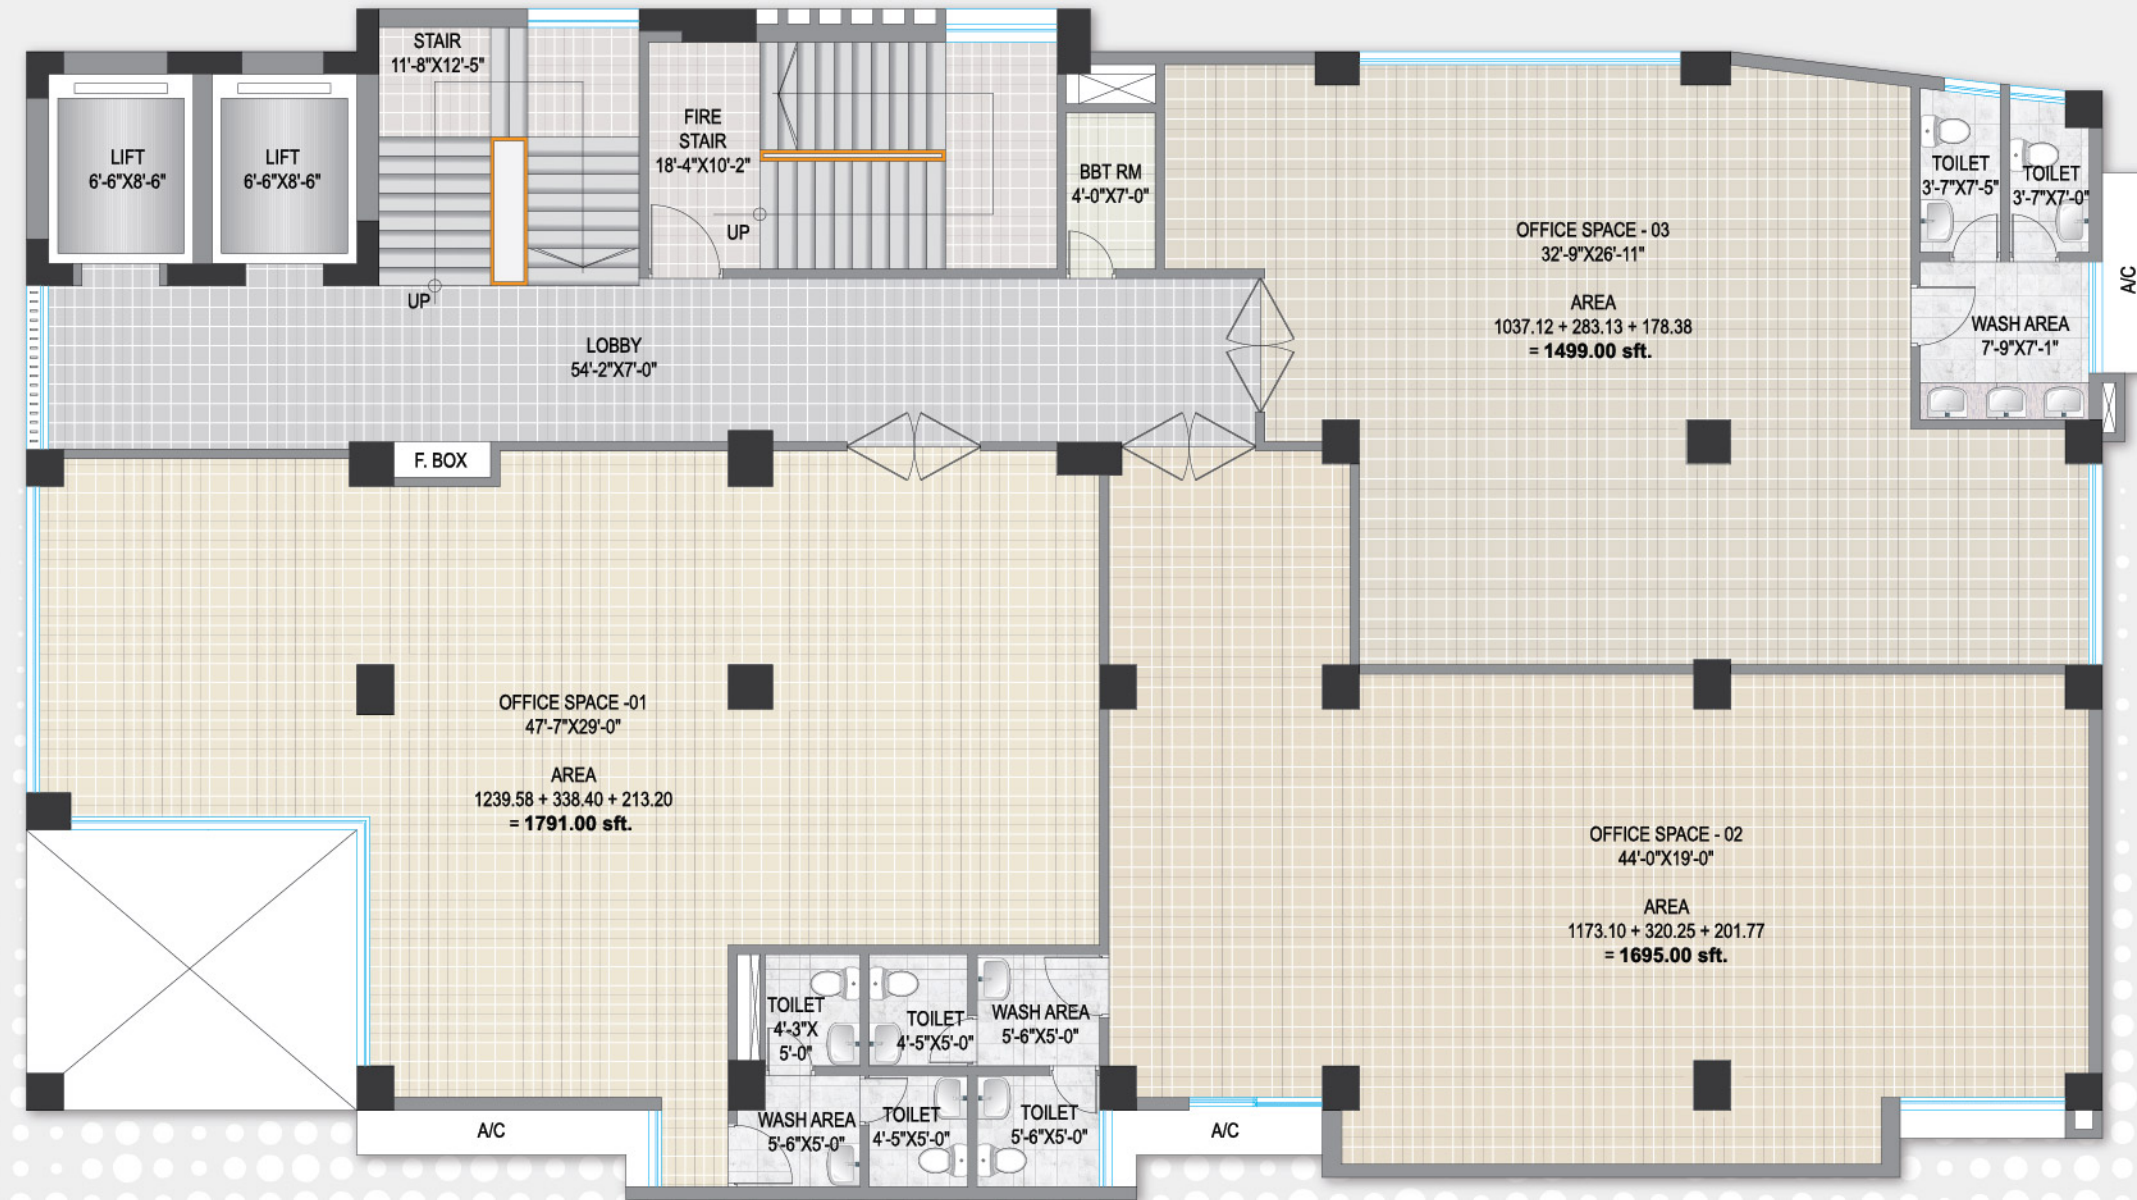 STAIR
11'-8"X12'-5"
LIFT
6'-6"X8'-6"
LIFT
6'-6"X8'-6"
FIRE
STAIR
18'-4"X10'-2"
UP
BBT RM
4'-0"X7'-0"
UP
LOBBY
54'-2"X7'-0"
F. BOX
OFFICE SPACE - 03
32'-9"X26'-11"
AREA
1037.12 + 283.13 + 178.38
= 1499.00 sft.
TOILET
3'-7"X7'-5"
TOILET
3'-7"X7'-0"
WASH AREA
7'-9"X7'-1"
A/C
OFFICE SPACE -01
47'-7"X29'-0"
AREA
1239.58 + 338.40 + 213.20
= 1791.00 sft.
OFFICE SPACE - 02
44'-0"X19'-0"
AREA
1173.10 + 320.25 + 201.77
= 1695.00 sft.
TOILET
4'-3"X
5'-0"
TOILET
4'-5"X5'-0"
WASH AREA
5'-6"X5'-0"
WASH AREA
5'-6"X5'-0"
TOILET
4'-5"X5'-0"
TOILET
5'-6"X5'-0"
A/C
A/C